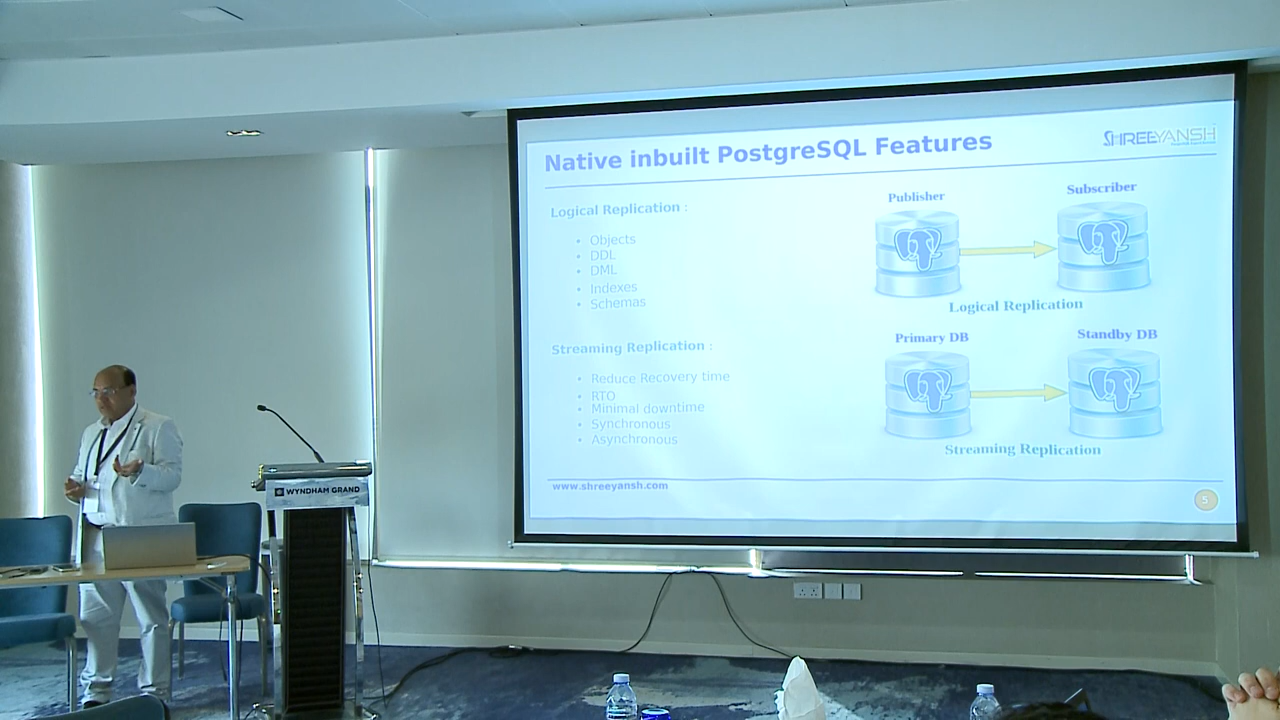 Native inbuilt PostgreSQL Features
SHREEYANSH
Logical Replication :
• Objects
• DDL
• DML
• Indexes
• Schemas
Publisher
Subscriber
Logical Replication
Streaming Replication :
• Reduce Recovery time
• RTO
• Minimal downtime
• Synchronous
• Asynchronous
Primary DB
Standby DB
Streaming Replication
www.shreeyansh.com
5
WYNDHAM GRAND